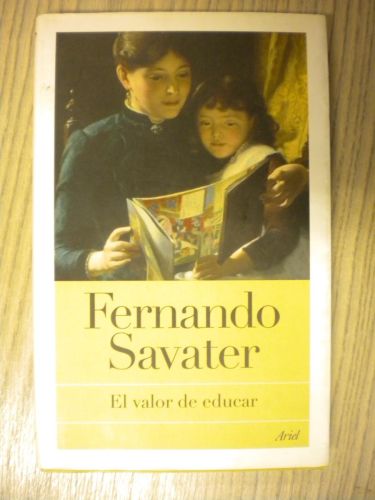 Fernando
Savater
El valor de educar
Ariel